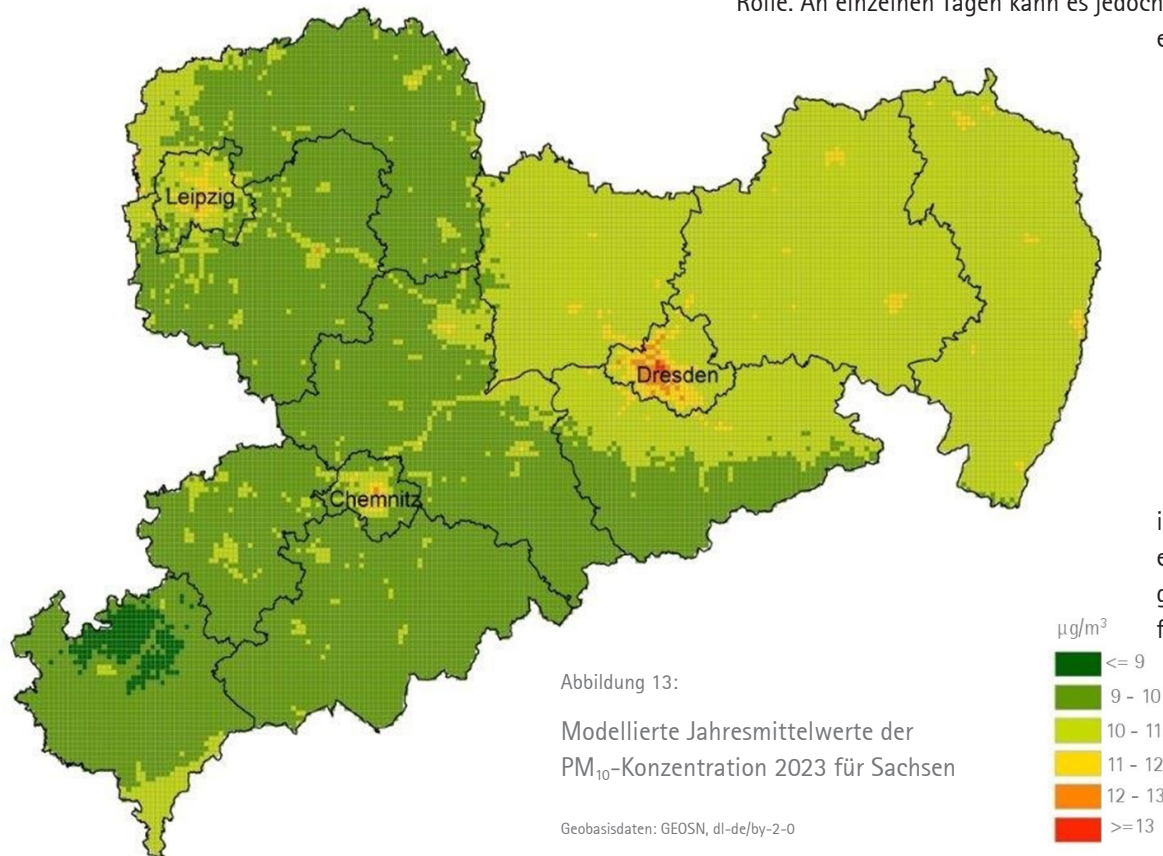 Rolle. An einzelnen Tagen kann es jedoch
e
Leipzig
Dresden
Chemnitz
i
e
g
f
µg/m³
<= 9
9 - 10
10 - 11
11 - 12
12 - 13
>=13
Abbildung 13:
Modellierte Jahresmittelwerte der
PM₁₀-Konzentration 2023 für Sachsen
Geobasisdaten: GEOSN, dl-de/by-2-0